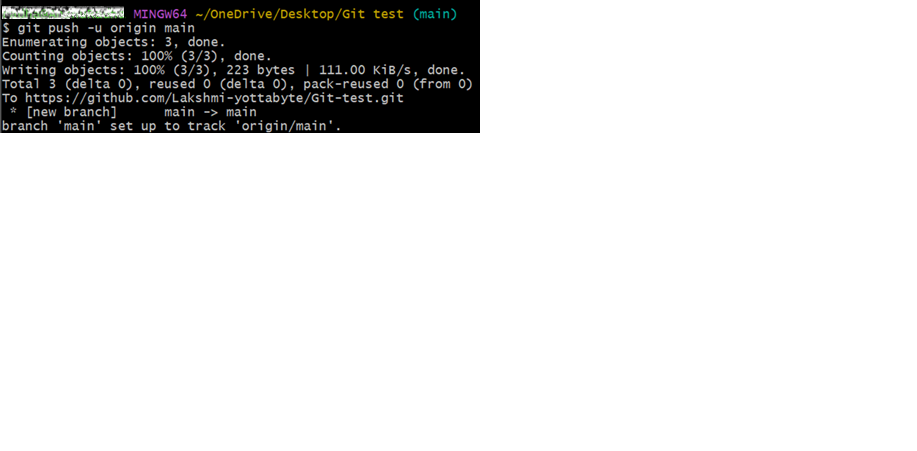 MINGW64 ~/OneDrive/Desktop/Git test (main)
$ git push -u origin main
Enumerating objects: 3, done.
Counting objects: 100% (3/3), done.
Writing objects: 100% (3/3), 223 bytes | 111.00 KiB/s, done.
Total 3 (delta 0), reused 0 (delta 0), pack-reused 0 (from 0)
To https://github.com/Lakshmi-yottabyte/Git-test.git
 * [new branch]      main -> main
branch 'main' set up to track 'origin/main'.